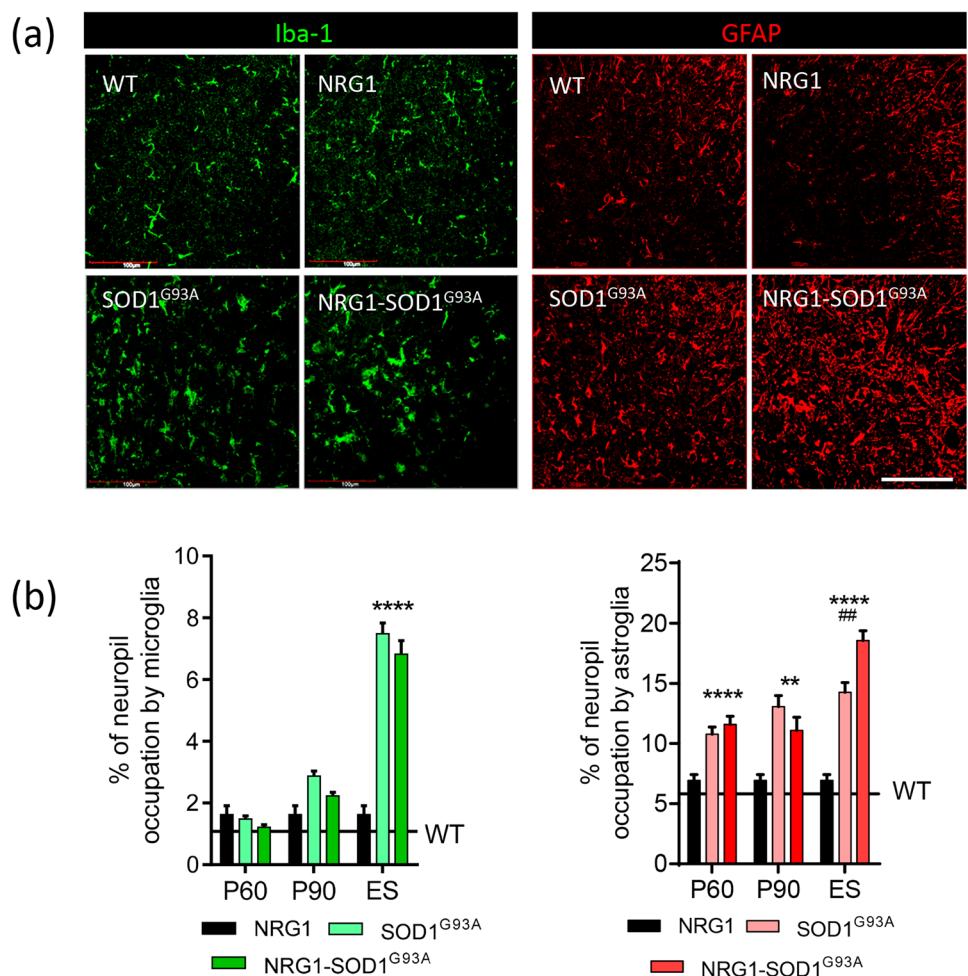 (a)
Iba-1
GFAP
WT
NRG1
WT
NRG1
100µm
SOD1G93A
NRG1-SOD1G93A
SOD1G93A
NRG1-SOD1G93A
100µm
100µm
(b)
% of neuropil
occupation by microglia
10
8
6
4
2
0
****
WT
P60
P90
ES
NRG1
SOD1G93A
NRG1-SOD1G93A
% of neuropil
occupation by astroglia
25
20
15
10
5
0
****
**
****
##
WT
P60
P90
ES
NRG1
SOD1G93A
NRG1-SOD1G93A